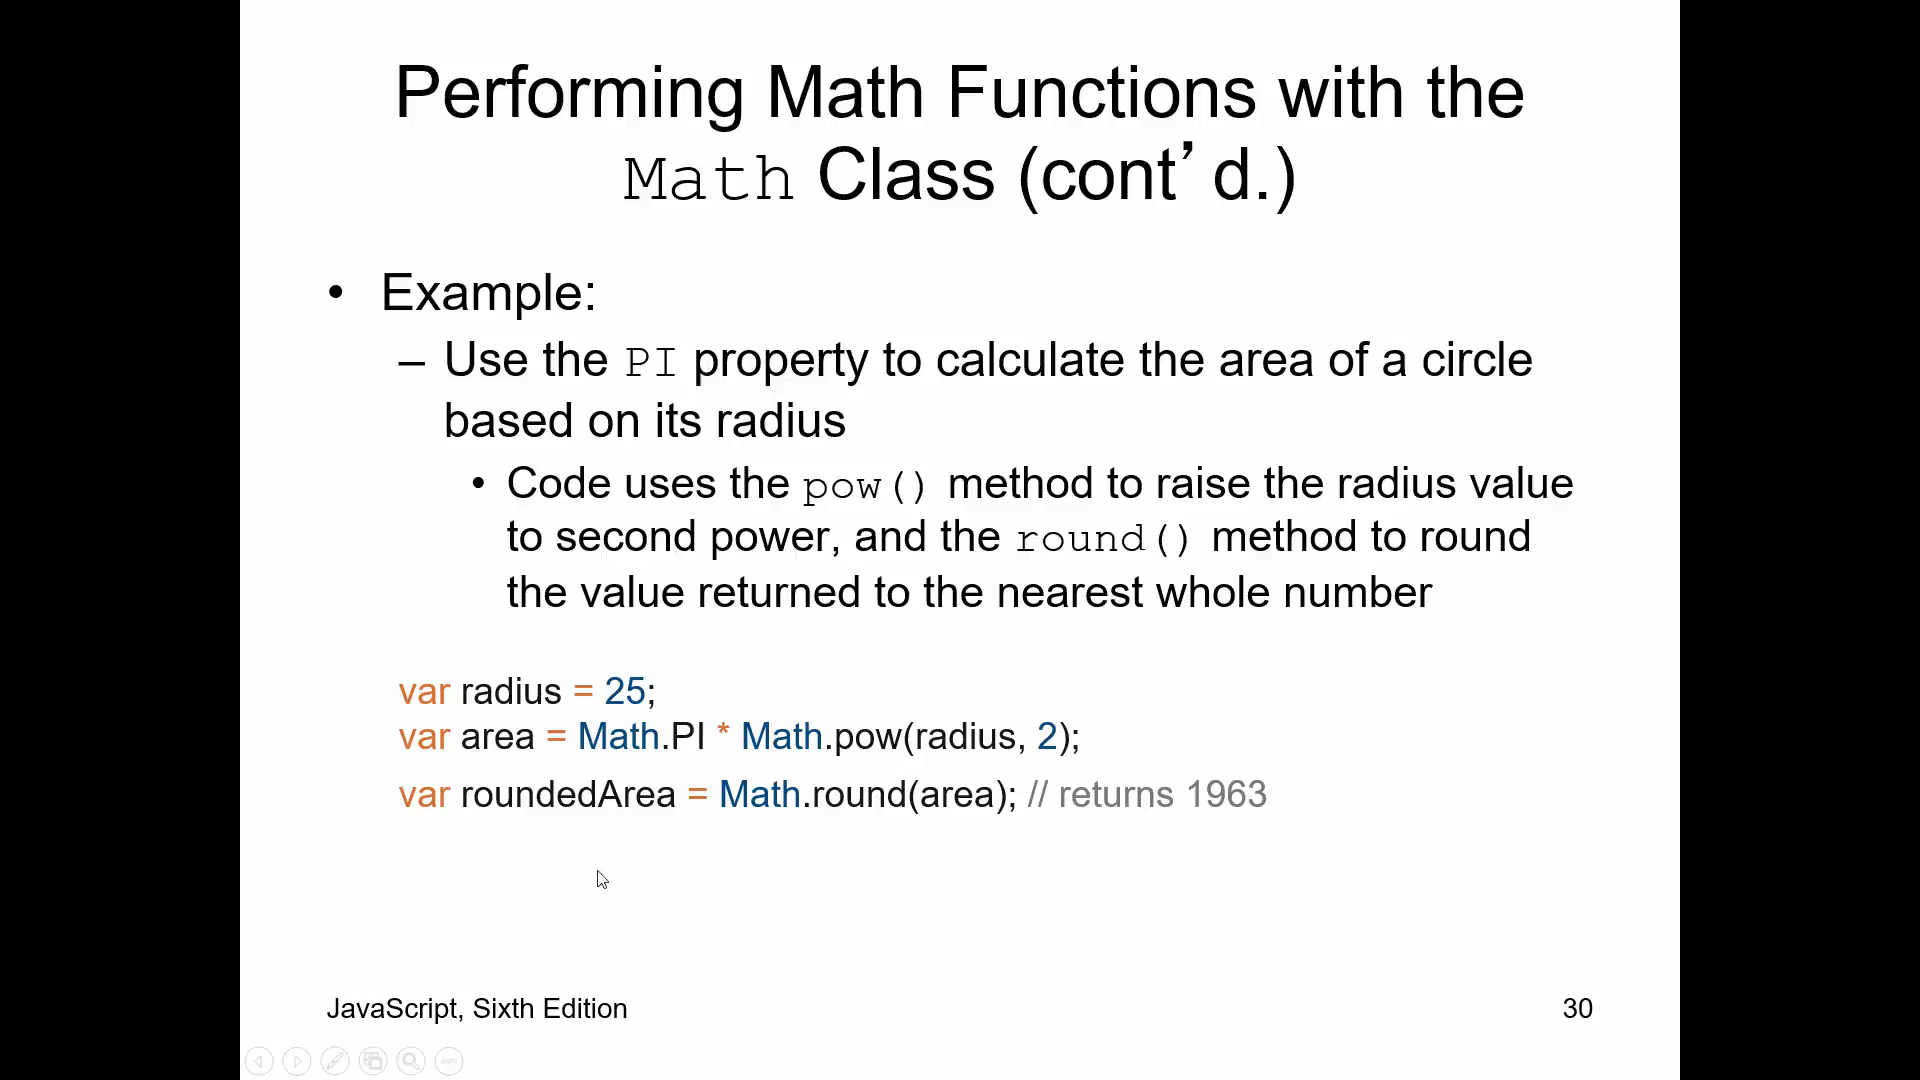 Performing Math Functions with the
Math Class (cont’d.)
• Example:
– Use the PI property to calculate the area of a circle
based on its radius
• Code uses the pow() method to raise the radius value
to second power, and the round() method to round
the value returned to the nearest whole number
var radius = 25;
var area = Math.PI * Math.pow(radius, 2);
var roundedArea = Math.round(area); // returns 1963
JavaScript, Sixth Edition
30